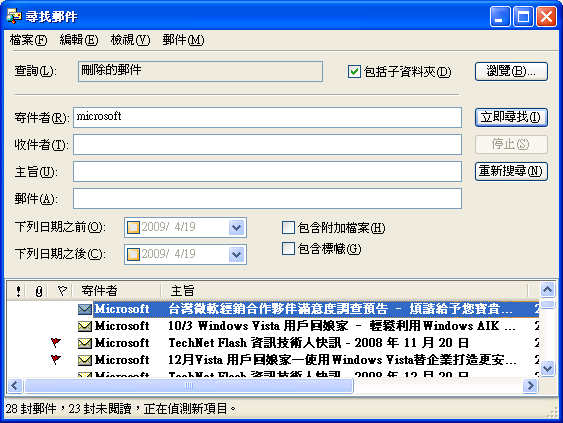 尋找郵件
檔案(F) 編輯(E) 檢視(V) 郵件(M)
查詢(L): 刪除的郵件 包括子資料夾(D) 瀏覽(B)...
寄件者(R): microsoft 立即尋找(I)
收件者(T): 停止(S)
主旨(U): 重新搜尋(N)
郵件(A):
下列日期之前(O): 2009/ 4/19 包含附加檔案(H)
下列日期之後(C): 2009/ 4/19 包含標幟(G)
! 寄件者 主旨
Microsoft 台灣微軟經銷合作夥伴滿意度調查預告 - 煩請給予您寶貴... 2
Microsoft 10/3 Windows Vista 用戶回娘家 - 輕鬆利用Windows AIK ... 2
Microsoft TechNet Flash 資訊技術人快訊 - 2008 年 11 月 20 日 2
Microsoft 12月Vista 用戶回娘家—使用Windows Vista替企業打造更安... 2
Microsoft TechNet Flash 資訊技術人快訊 - 2008 年 12 月 20 日 2
28 封郵件，23 封未閱讀，正在偵測新項目。